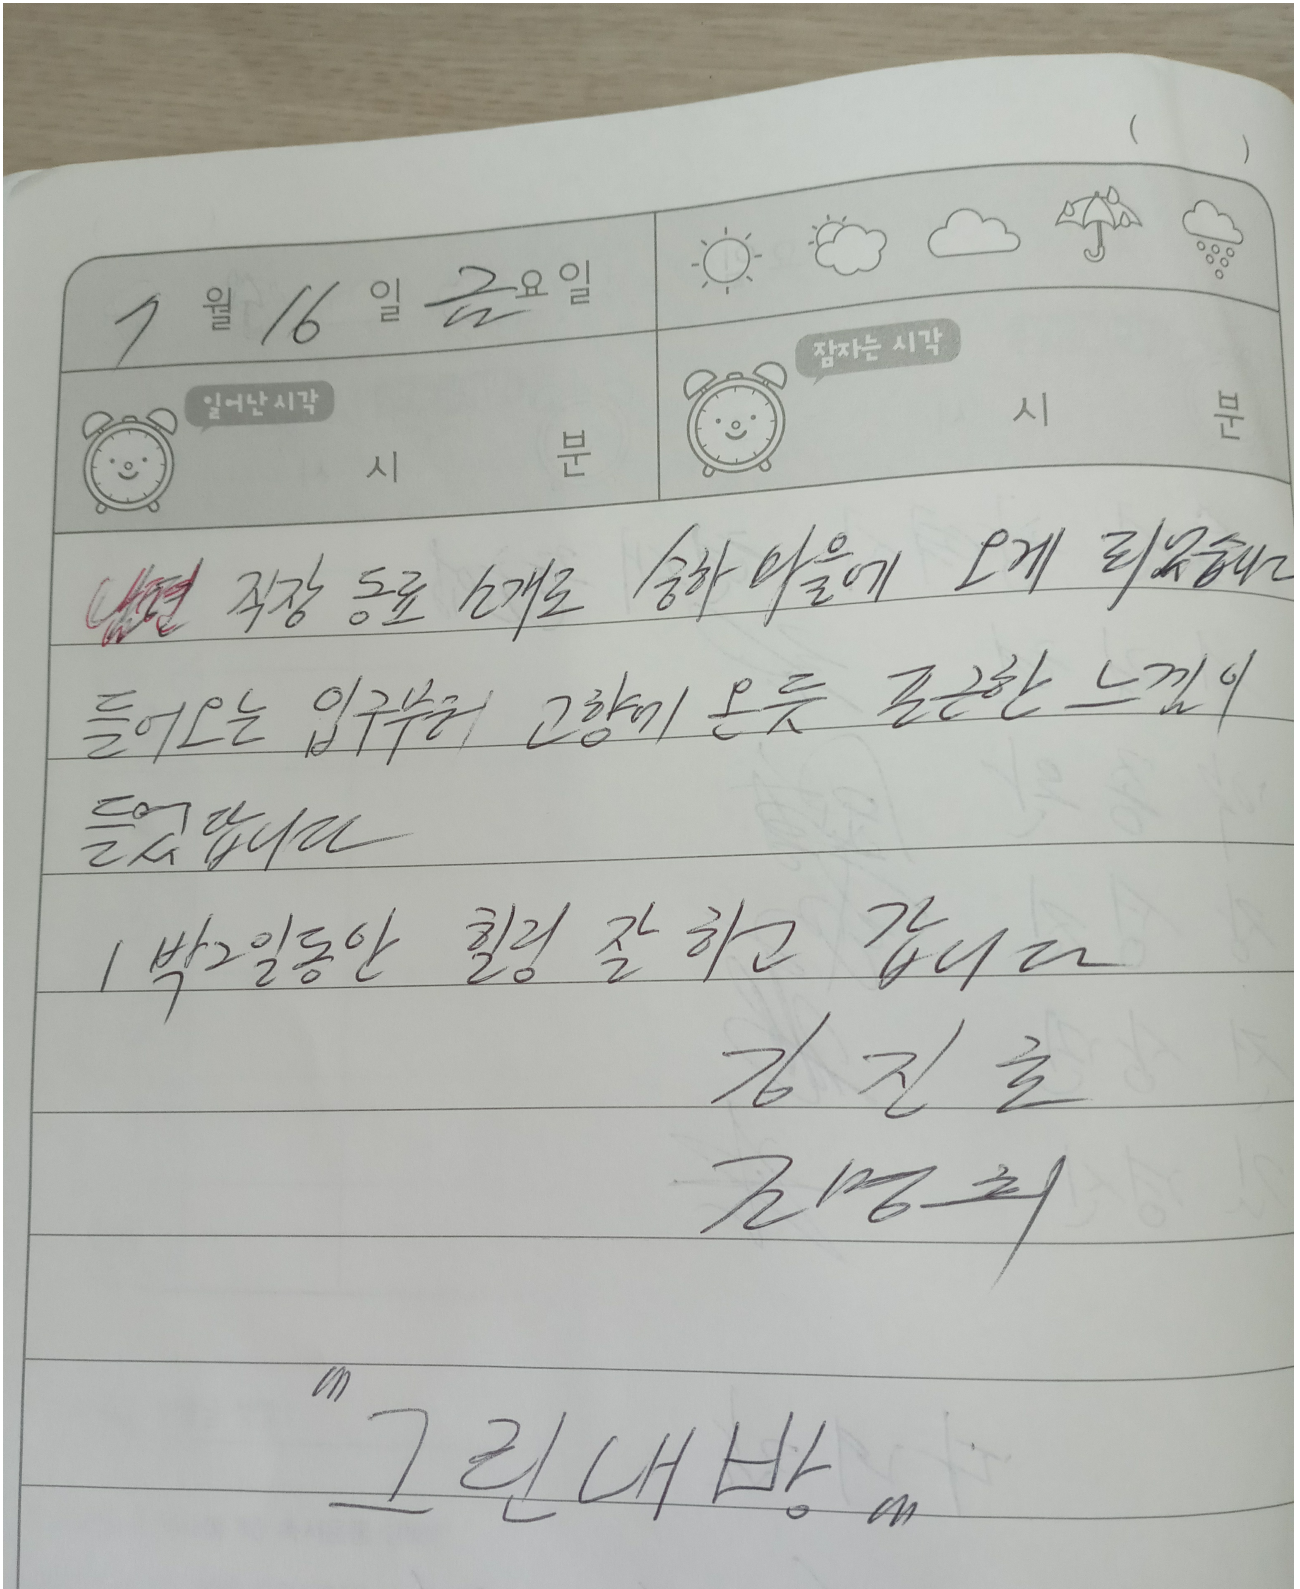 ( )
7월 16일 금요일
일어난 시각 시 분
잠자는 시각 시 분
남편 직장 동료 소개로 송하마을에 오게 되었습니다
들어오는 입구부터 고향에 온듯 포근한 느낌이
들었답니다
1박2일동안 힐링 잘 하고 갑니다
김진호
조명희
"그린내방"